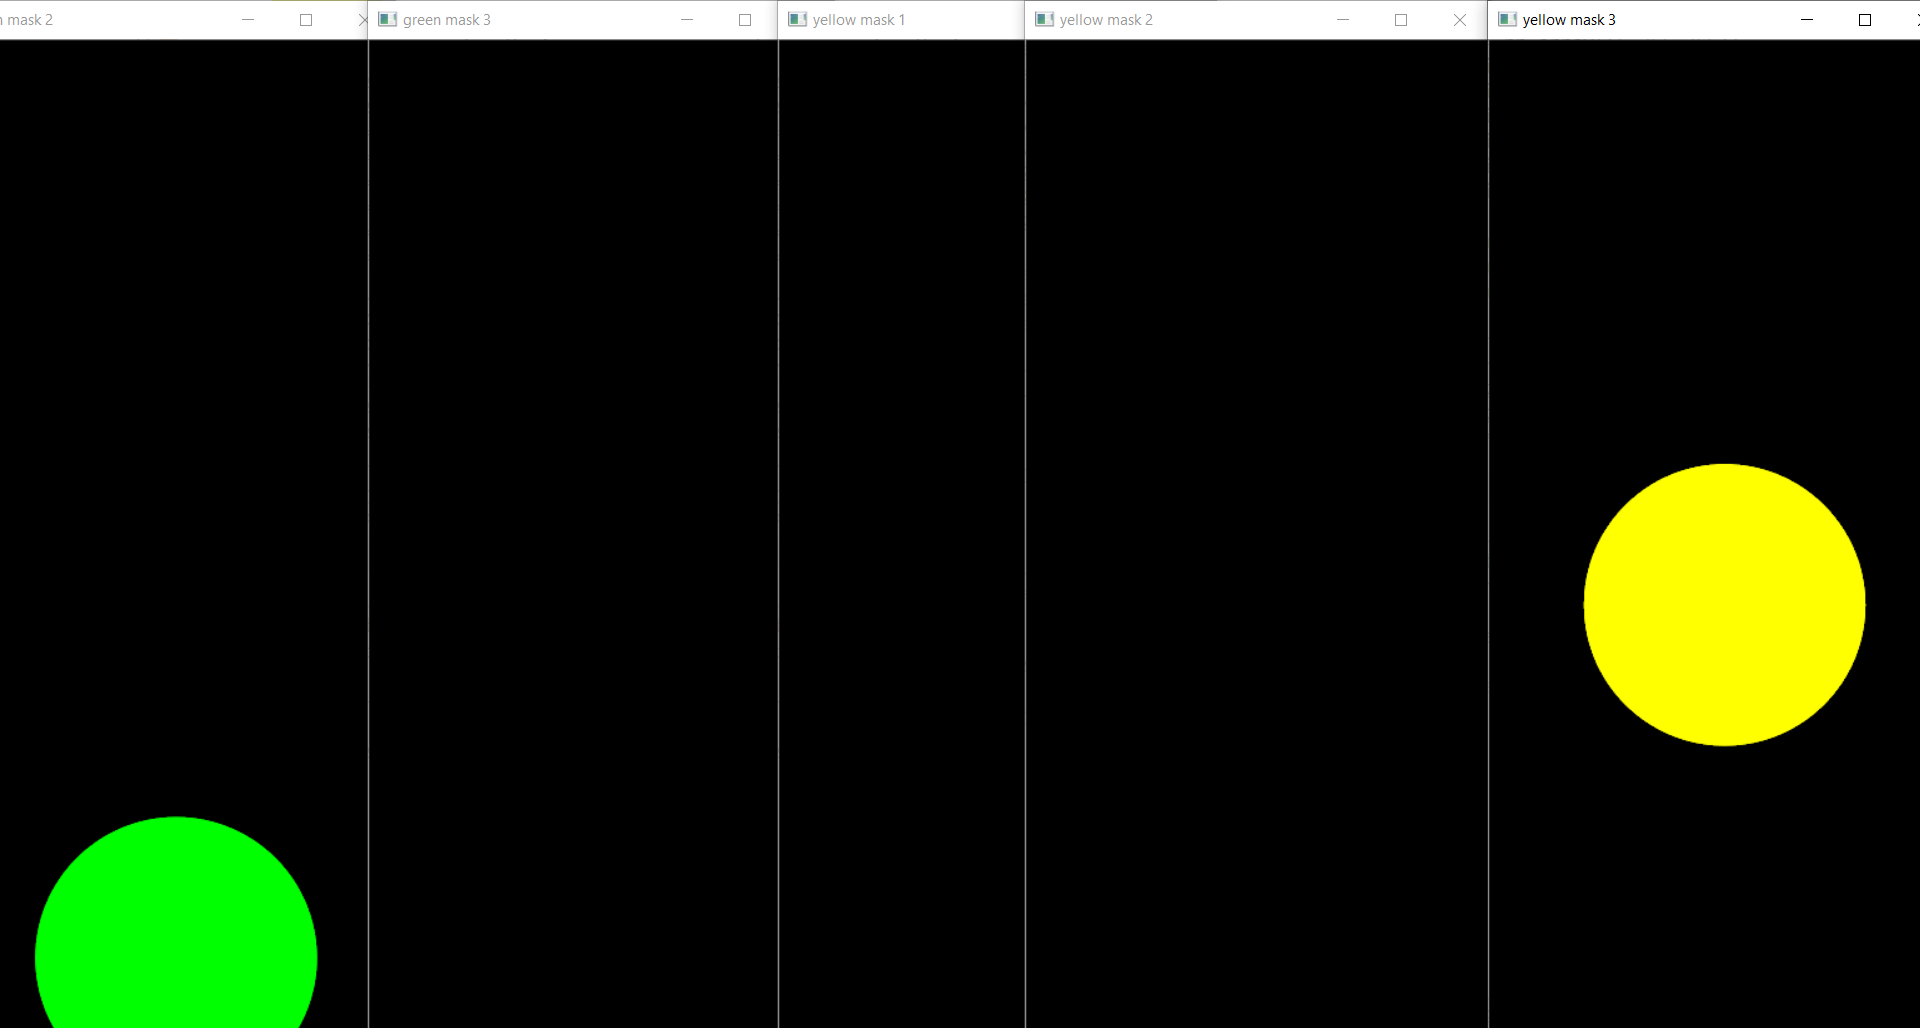 mask 2
green mask 3
yellow mask 1
yellow mask 2
yellow mask 3